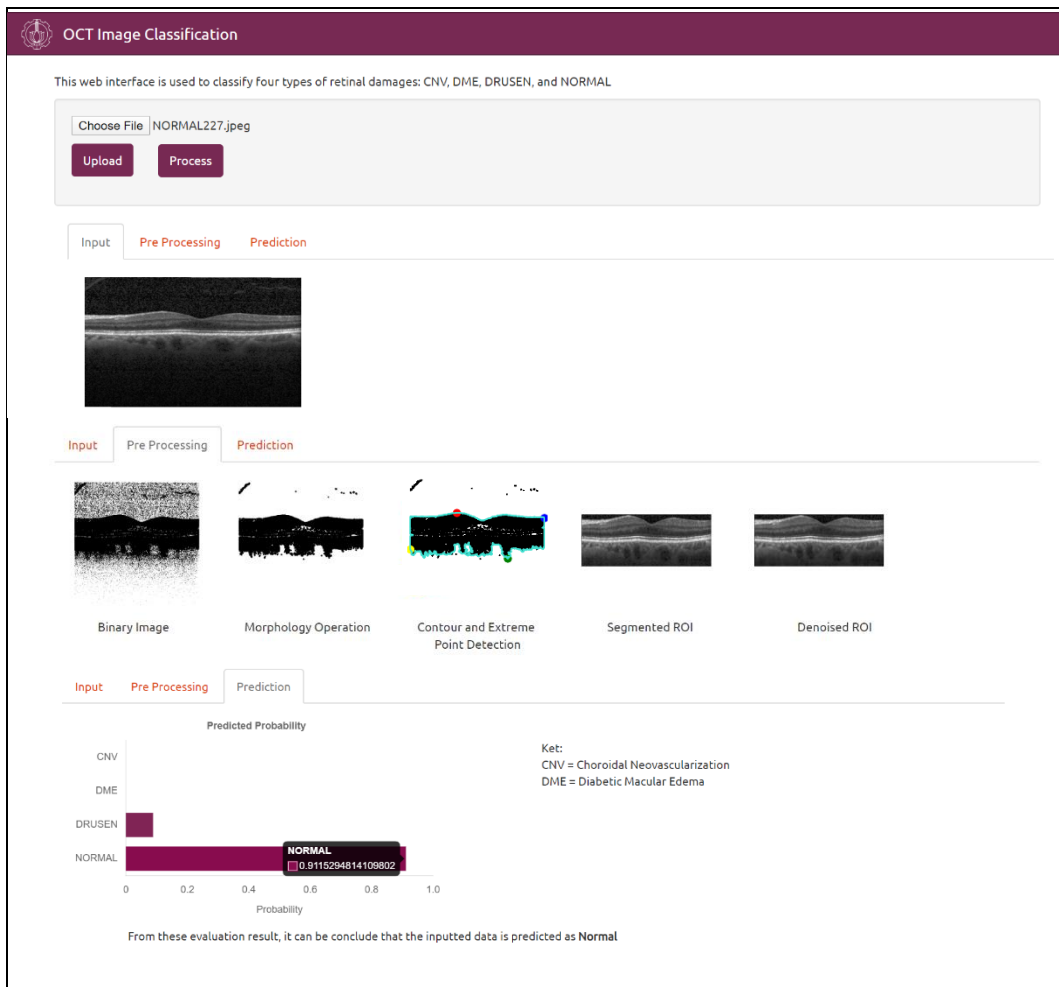 OCT Image Classification
This web interface is used to classify four types of retinal damages: CNV, DME, DRUSEN, and NORMAL
Choose File NORMAL227.jpeg
Upload Process
Input Pre Processing Prediction
Input Pre Processing Prediction
Binary Image Morphology Operation Contour and Extreme Segmented ROI Denoised ROI
Point Detection
Input Pre Processing Prediction
Predicted Probability
Ket:
CNV
CNV = Choroidal Neovascularization
DME = Diabetic Macular Edema
DME
DRUSEN
NORMAL
NORMAL
0.9115294814109802
0 0.2 0.4 0.6 0.8 1.0
Probability
From these evaluation result, it can be conclude that the inputted data is predicted as Normal